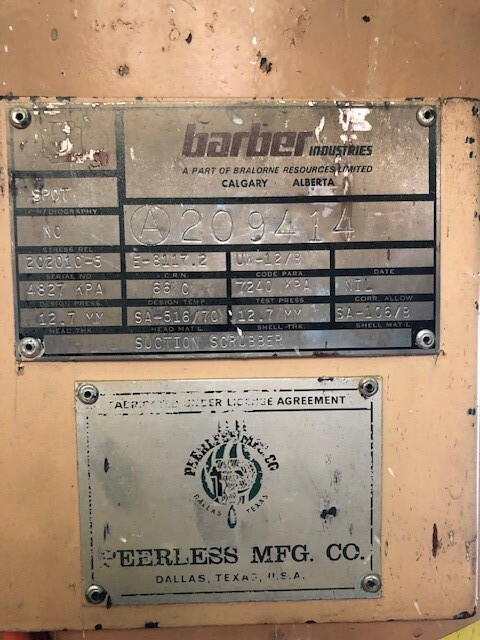 barber INDUSTRIES
A PART OF BRALORNE RESOURCES LIMITED
CALGARY ALBERTA
SPOT
RADIOGRAPHY
NO
A 209414
STRESS REL.
202010-5 E-8117.2 UW-12/B
SERIAL NO. C.R.N. CODE PARA. DATE
4827 KPA 66°C 7240 KPA NIL
DESIGN PRESS. DESIGN TEMP. TEST PRESS. CORR. ALLOW
12.7 MM SA-516/70 12.7 MM SA-106/B
HEAD THK. HEAD MAT'L. SHELL THK. SHELL MAT'L
SUCTION SCRUBBER
FABRICATED UNDER LICENSE AGREEMENT
PEERLESS MFG. CO.
DALLAS TEXAS
PEERLESS MFG. CO.
DALLAS, TEXAS, U.S.A.